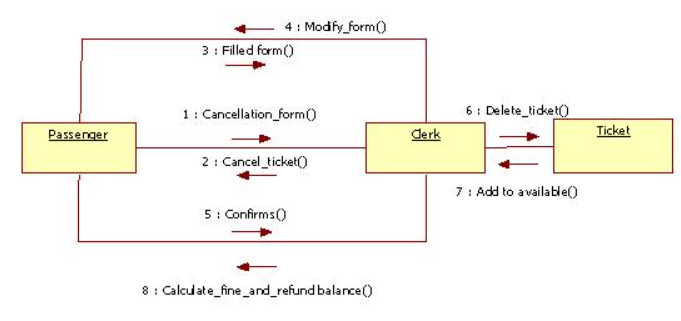 4 : Modify_form()
3 : Filled form()
1 : Cancellation_form()
6 : Delete_ticket()
Passenger
Clerk
Ticket
2 : Cancel_ticket()
7 : Add to available()
5 : Confirms()
8 : Calculate_fine_and_refund balance()